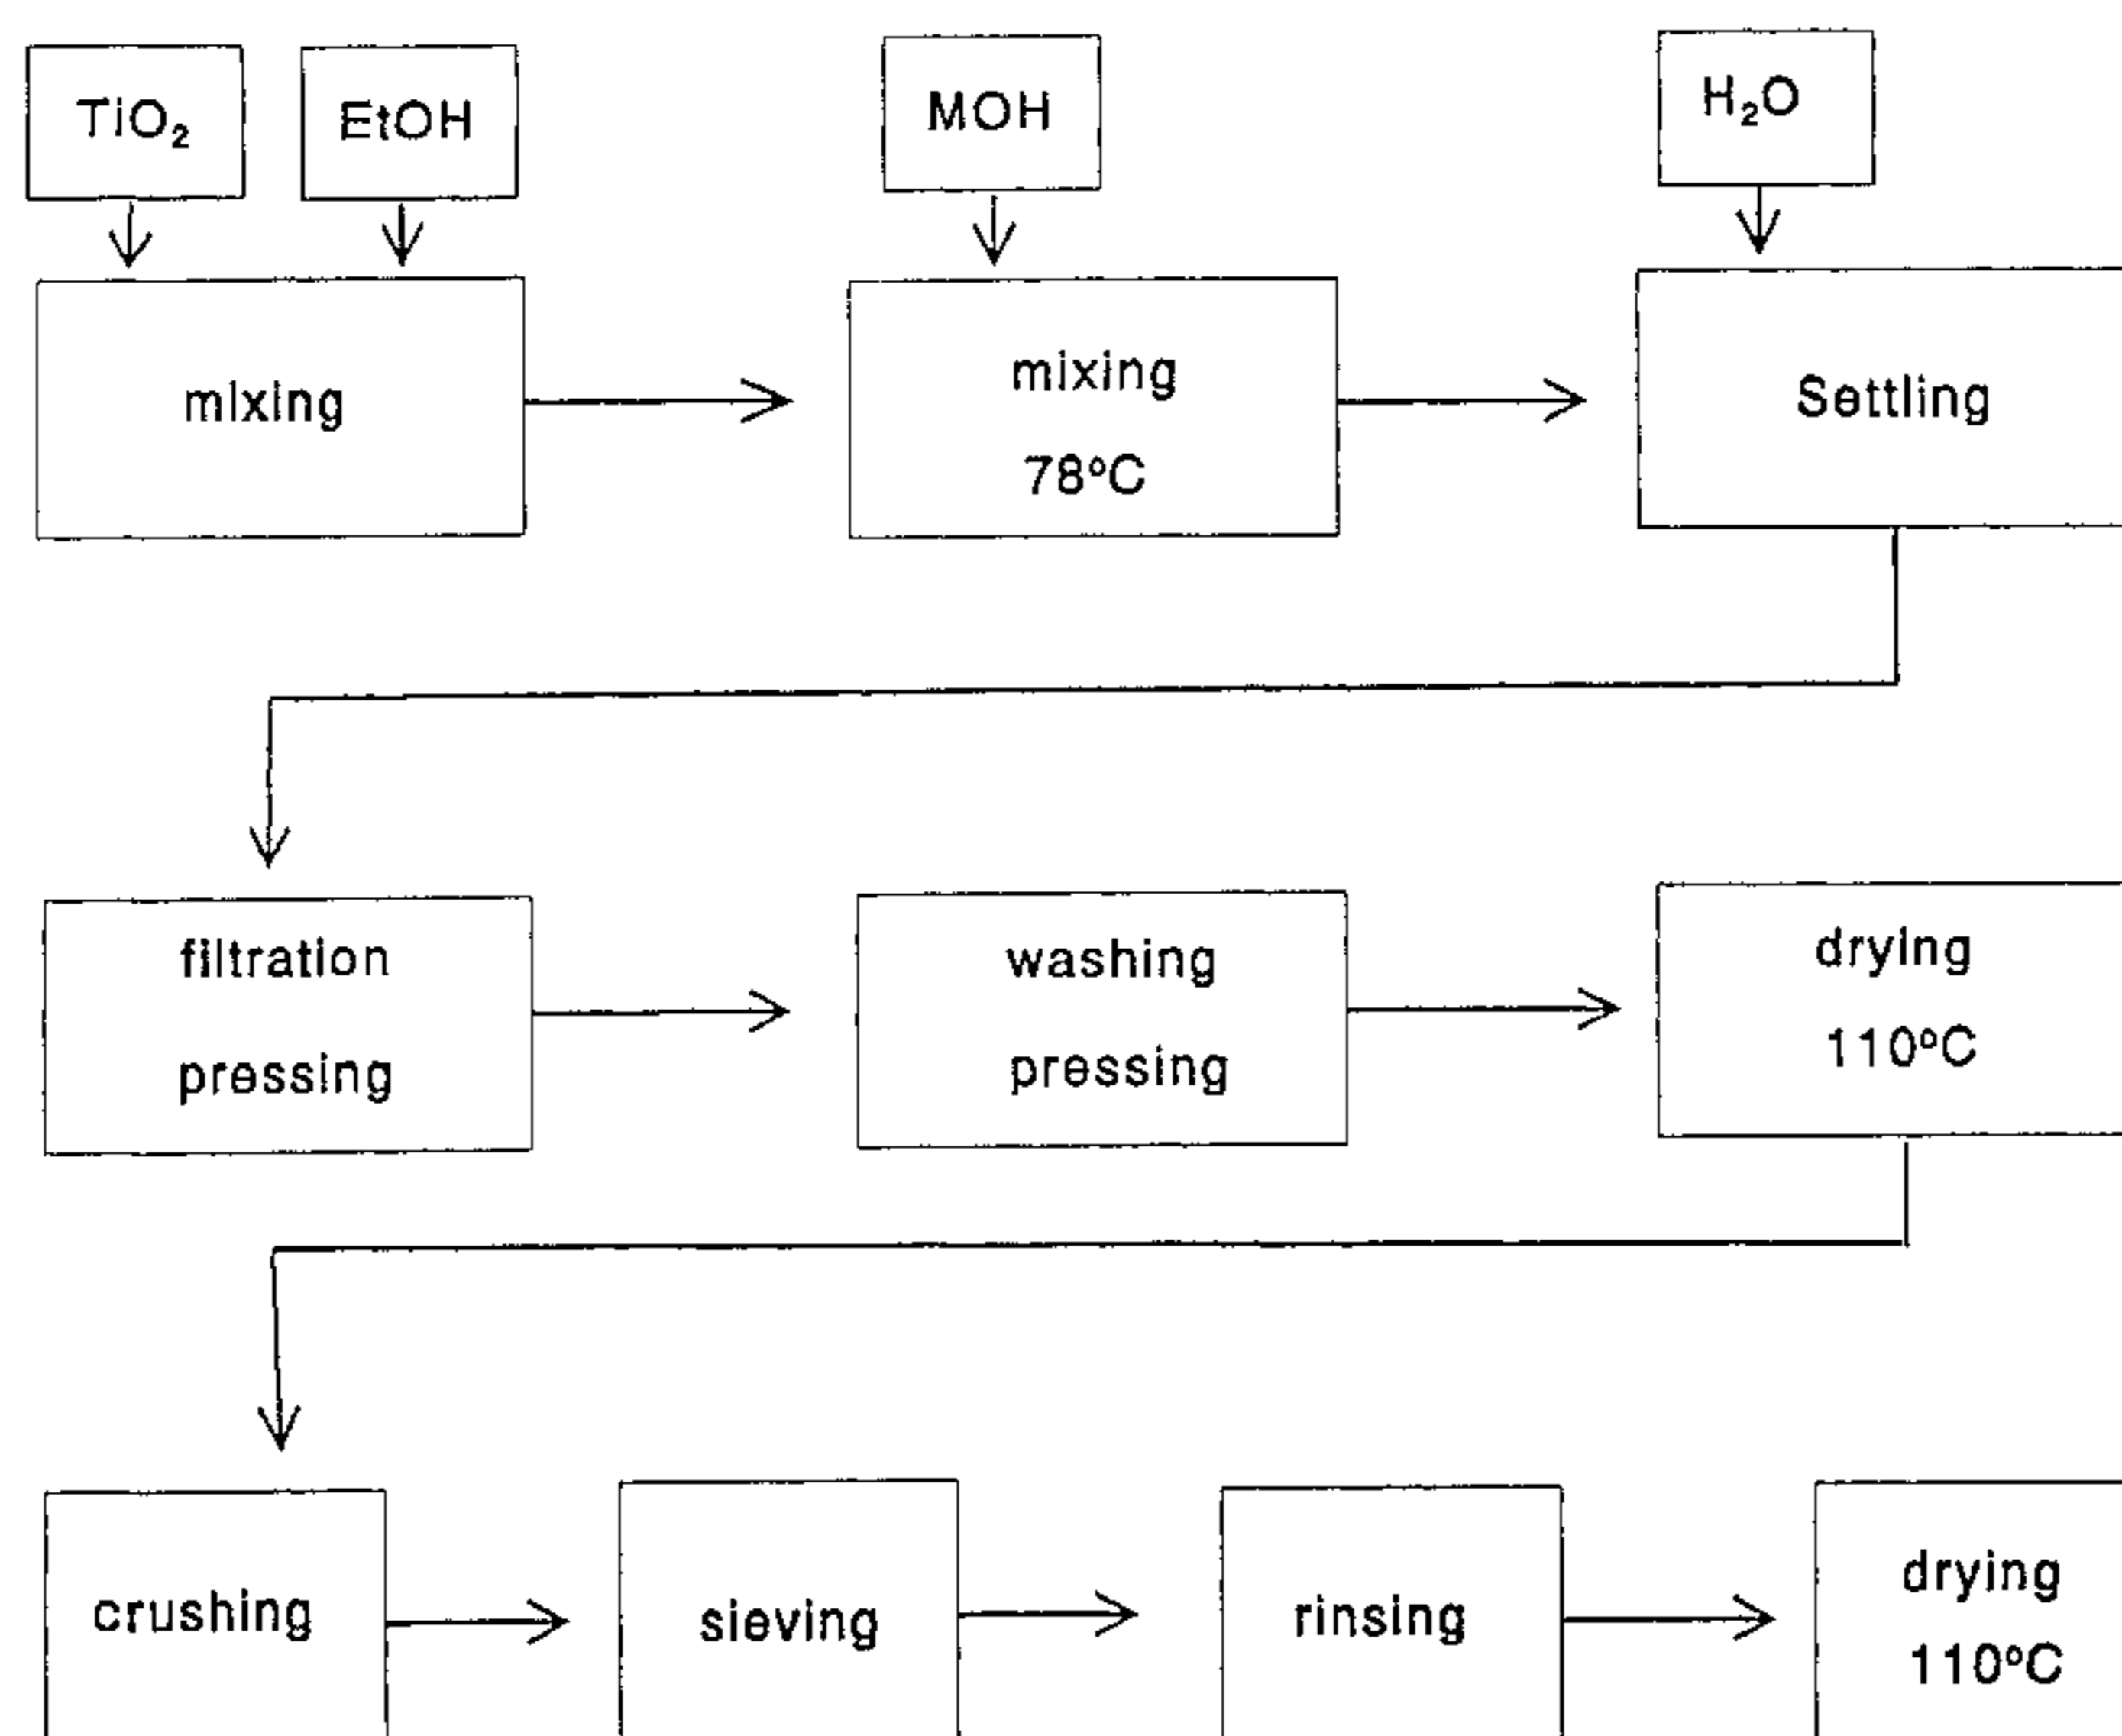 TiO₂
EtOH
MOH
H₂O
mixing
mixing
78°C
Settling
filtration
pressing
washing
pressing
drying
110°C
crushing
sieving
rinsing
drying
110°C